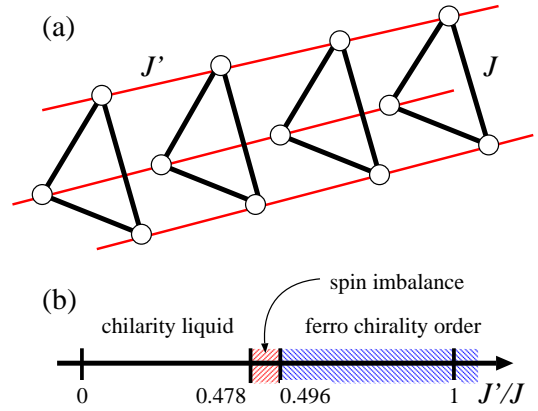 (a)
J’
J
(b)
spin imbalance
chilarity liquid
ferro chirality order
0
0.478
0.496
1
J’/J